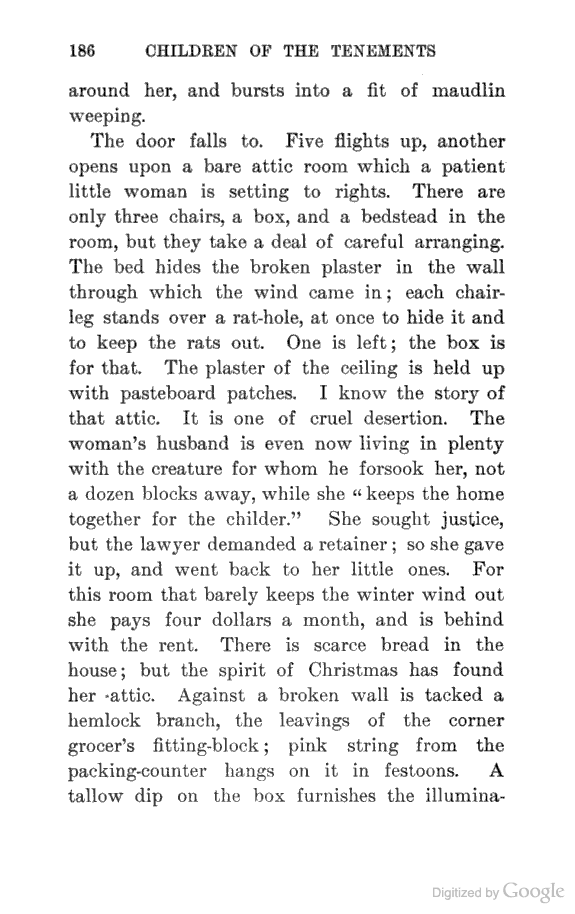 186 CHILDREN OF THE TENEMENTS
around her, and bursts into a fit of maudlin
weeping.
The door falls to. Five flights up, another
opens upon a bare attic room which a patient
little woman is setting to rights. There are
only three chairs, a box, and a bedstead in the
room, but they take a deal of careful arranging.
The bed hides the broken plaster in the wall
through which the wind came in; each chair-
leg stands over a rat-hole, at once to hide it and
to keep the rats out. One is left; the box is
for that. The plaster of the ceiling is held up
with pasteboard patches. I know the story of
that attic. It is one of cruel desertion. The
woman's husband is even now living in plenty
with the creature for whom he forsook her, not
a dozen blocks away, while she "keeps the home
together for the childer." She sought justice,
but the lawyer demanded a retainer; so she gave
it up, and went back to her little ones. For
this room that barely keeps the winter wind out
she pays four dollars a month, and is behind
with the rent. There is scarce bread in the
house; but the spirit of Christmas has found
her attic. Against a broken wall is tacked a
hemlock branch, the leavings of the corner
grocer's fitting-block; pink string from the
packing-counter hangs on it in festoons. A
tallow dip on the box furnishes the illumina-
Digitized by Google